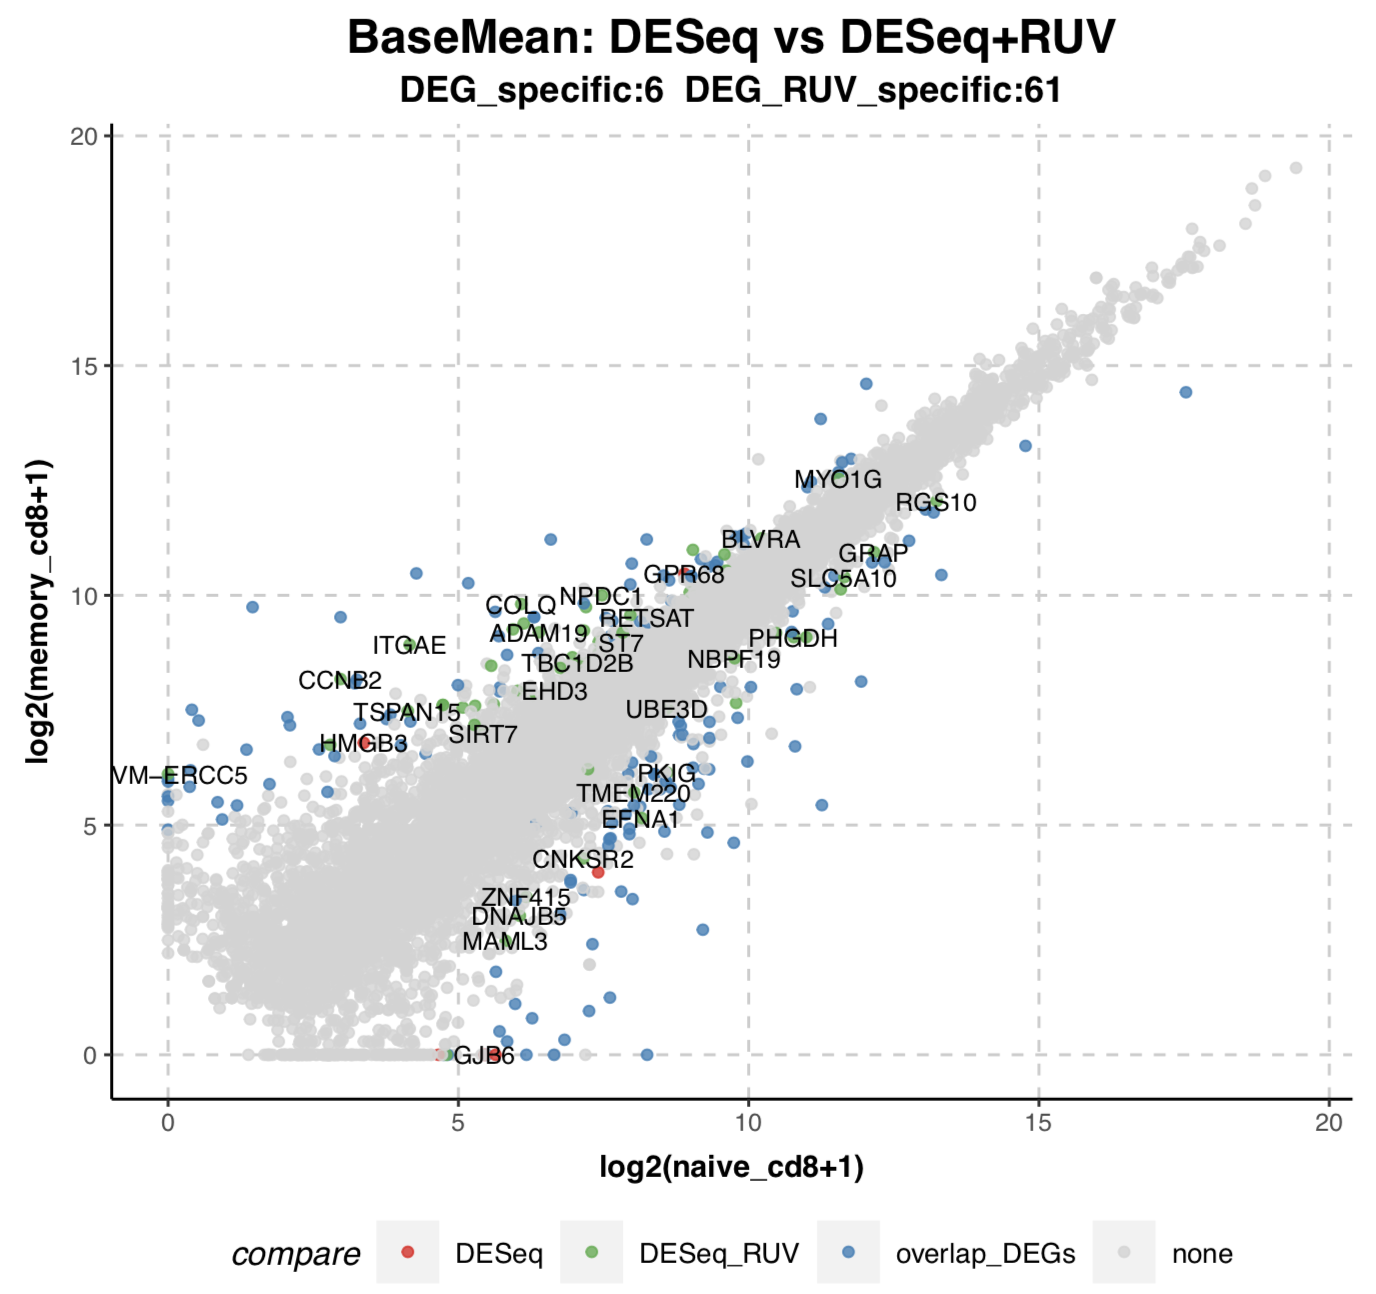 BaseMean: DESeq vs DESeq+RUV
DEG_specific:6 DEG_RUV_specific:61
20
15
10
5
0
log2(memory_cd8+1)
MYO1G
RGS10
BLVRA
GRAP
GPR68
SLC5A10
NPDC1
COLQ
RETSAT
ADAM19
PHGDH
ITGAE
ST7
NBPF19
TBC1D2B
CCNB2
EHD3
TSPAN15
UBE3D
SIRT7
HMGB3
VM–ERCC5
PKIG
TMEM220
EFNA1
CNKSR2
ZNF415
DNAJB5
MAML3
GJB6
0
5
10
15
20
log2(naive_cd8+1)
compare DESeq DESeq_RUV overlap_DEGs none